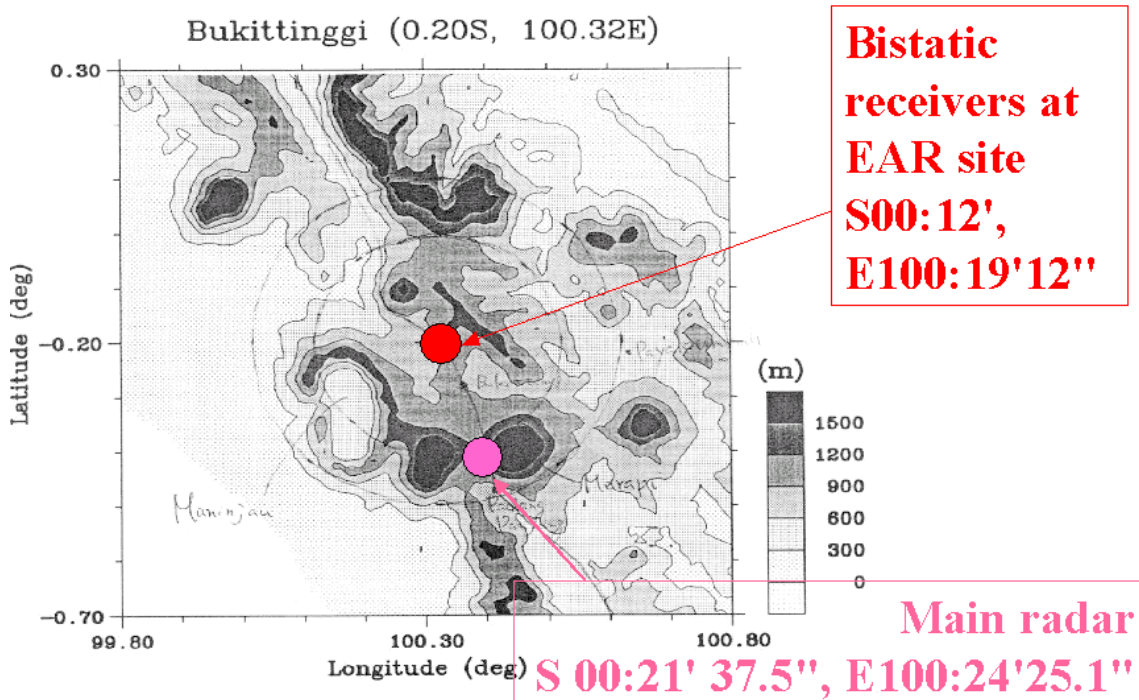 Bukittinggi (0.20S, 100.32E)
Bistatic
receivers at
EAR site
S00:12',
E100:19'12"
0.30
-0.20
-0.70
Latitude (deg)
99.80
100.30
100.80
Longitude (deg)
Maninjau
Marapi
(m)
1500
1200
900
600
300
0
Main radar
S 00:21' 37.5", E100:24'25.1"